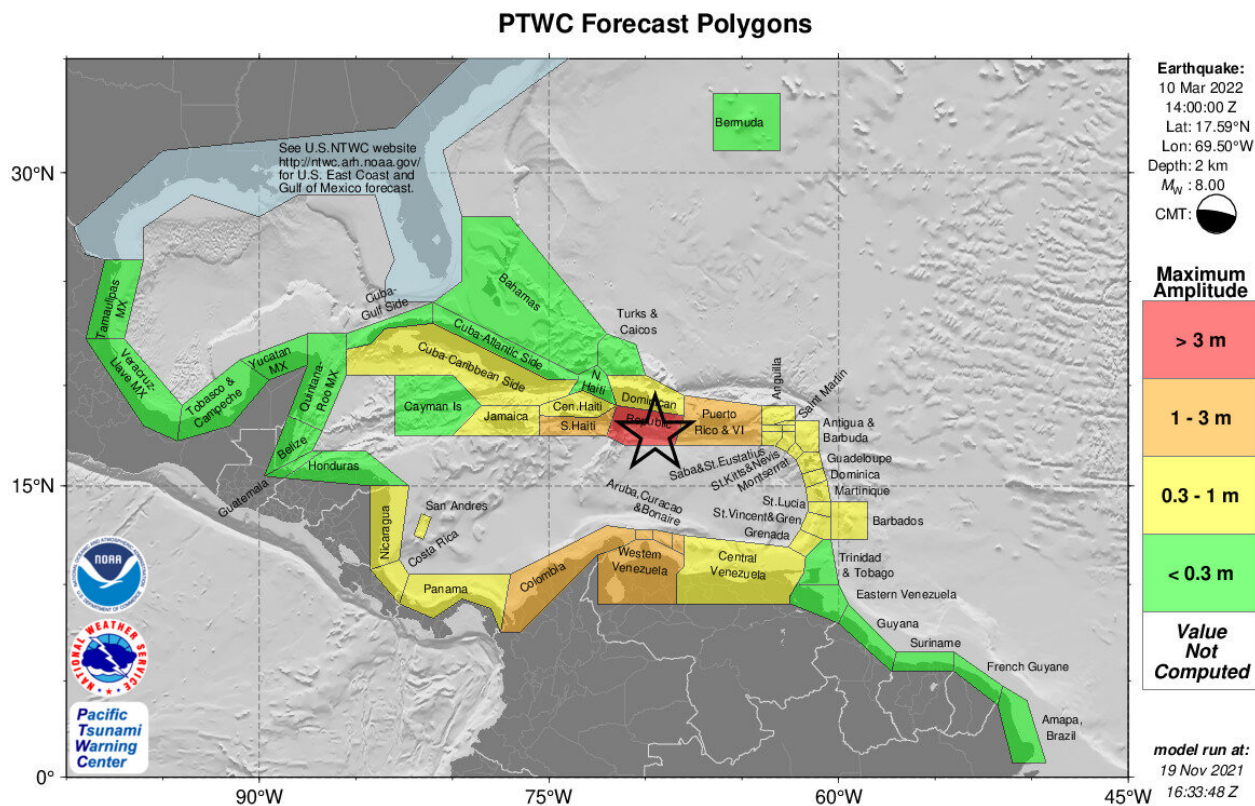 PTWC Forecast Polygons
Earthquake:
10 Mar 2022
14:00:00 Z
Lat: 17.59°N
Lon: 69.50°W
Depth: 2 km
MW : 8.00
CMT:
Maximum
Amplitude
> 3 m
1 - 3 m
0.3 - 1 m
< 0.3 m
Value
Not
Computed
model run at:
19 Nov 2021
16:33:48 Z
30°N
15°N
0°
90°W
75°W
60°W
45°W
See U.S.NTWC website
http://ntwc.arh.noaa.gov/
for U.S. East Coast and
Gulf of Mexico forecast.
Bermuda
Tamaulipas
MX
Veracruz-
Llave MX
Tobasco &
Campeche
Yucatan
MX
Quintana-
Roo MX
Belize
Guatemala
Honduras
Cuba-
Gulf Side
Bahamas
Turks &
Caicos
Cuba-Atlantic Side
Cuba-Caribbean Side
N
Haiti
Cayman Is
Jamaica
Cen.Haiti
S.Haiti
Dominican
Republic
Puerto
Rico & VI
Anguilla
Saint Martin
Antigua &
Barbuda
Saba&St.Eustatius
St.Kitts&Nevis
Montserrat
Guadeloupe
Dominica
Martinique
St.Lucia
St.Vincent&Gren
Barbados
Grenada
Aruba,Curacao
&Bonaire
San Andres
Nicaragua
Costa Rica
Panama
Colombia
Western
Venezuela
Central
Venezuela
Trinidad
& Tobago
Eastern Venezuela
Guyana
Suriname
French Guyane
Amapa,
Brazil
NATIONAL OCEANIC AND ATMOSPHERIC ADMINISTRATION
NOAA
U.S. DEPARTMENT OF COMMERCE
NATIONAL WEATHER SERVICE
Pacific
Tsunami
Warning
Center